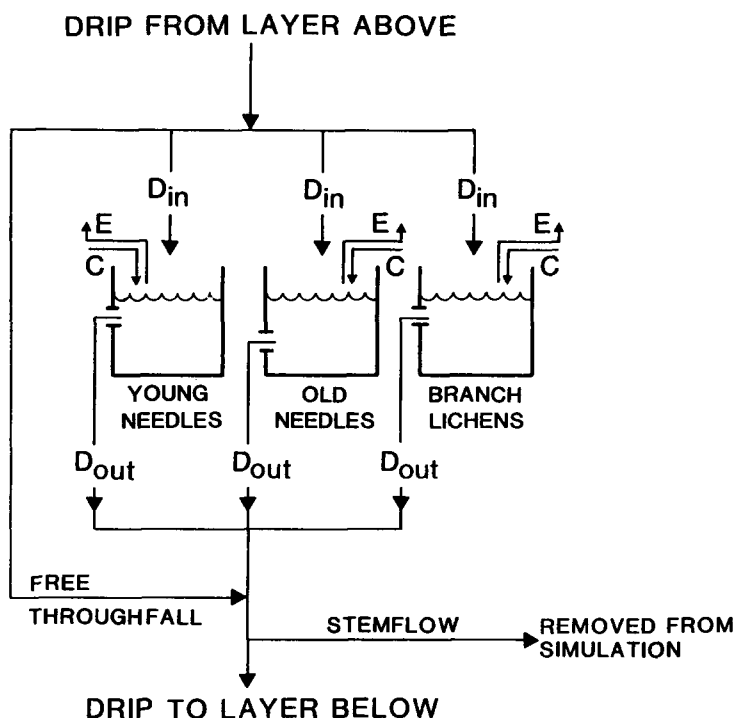 DRIP FROM LAYER ABOVE
Din Din Din
E E E
C C C
YOUNG NEEDLES
OLD NEEDLES
BRANCH LICHENS
Dout Dout Dout
FREE THROUGHFALL
STEMFLOW
REMOVED FROM SIMULATION
DRIP TO LAYER BELOW